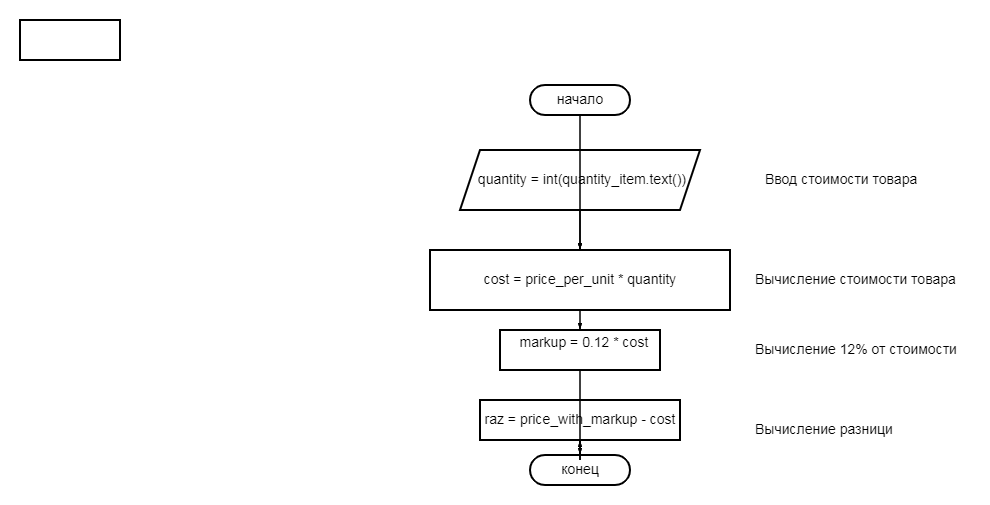 начало
quantity = int(quantity_item.text())
Ввод стоимости товара
cost = price_per_unit * quantity
Вычисление стоимости товара
markup = 0.12 * cost
Вычисление 12% от стоимости
raz = price_with_markup - cost
Вычисление разници
конец